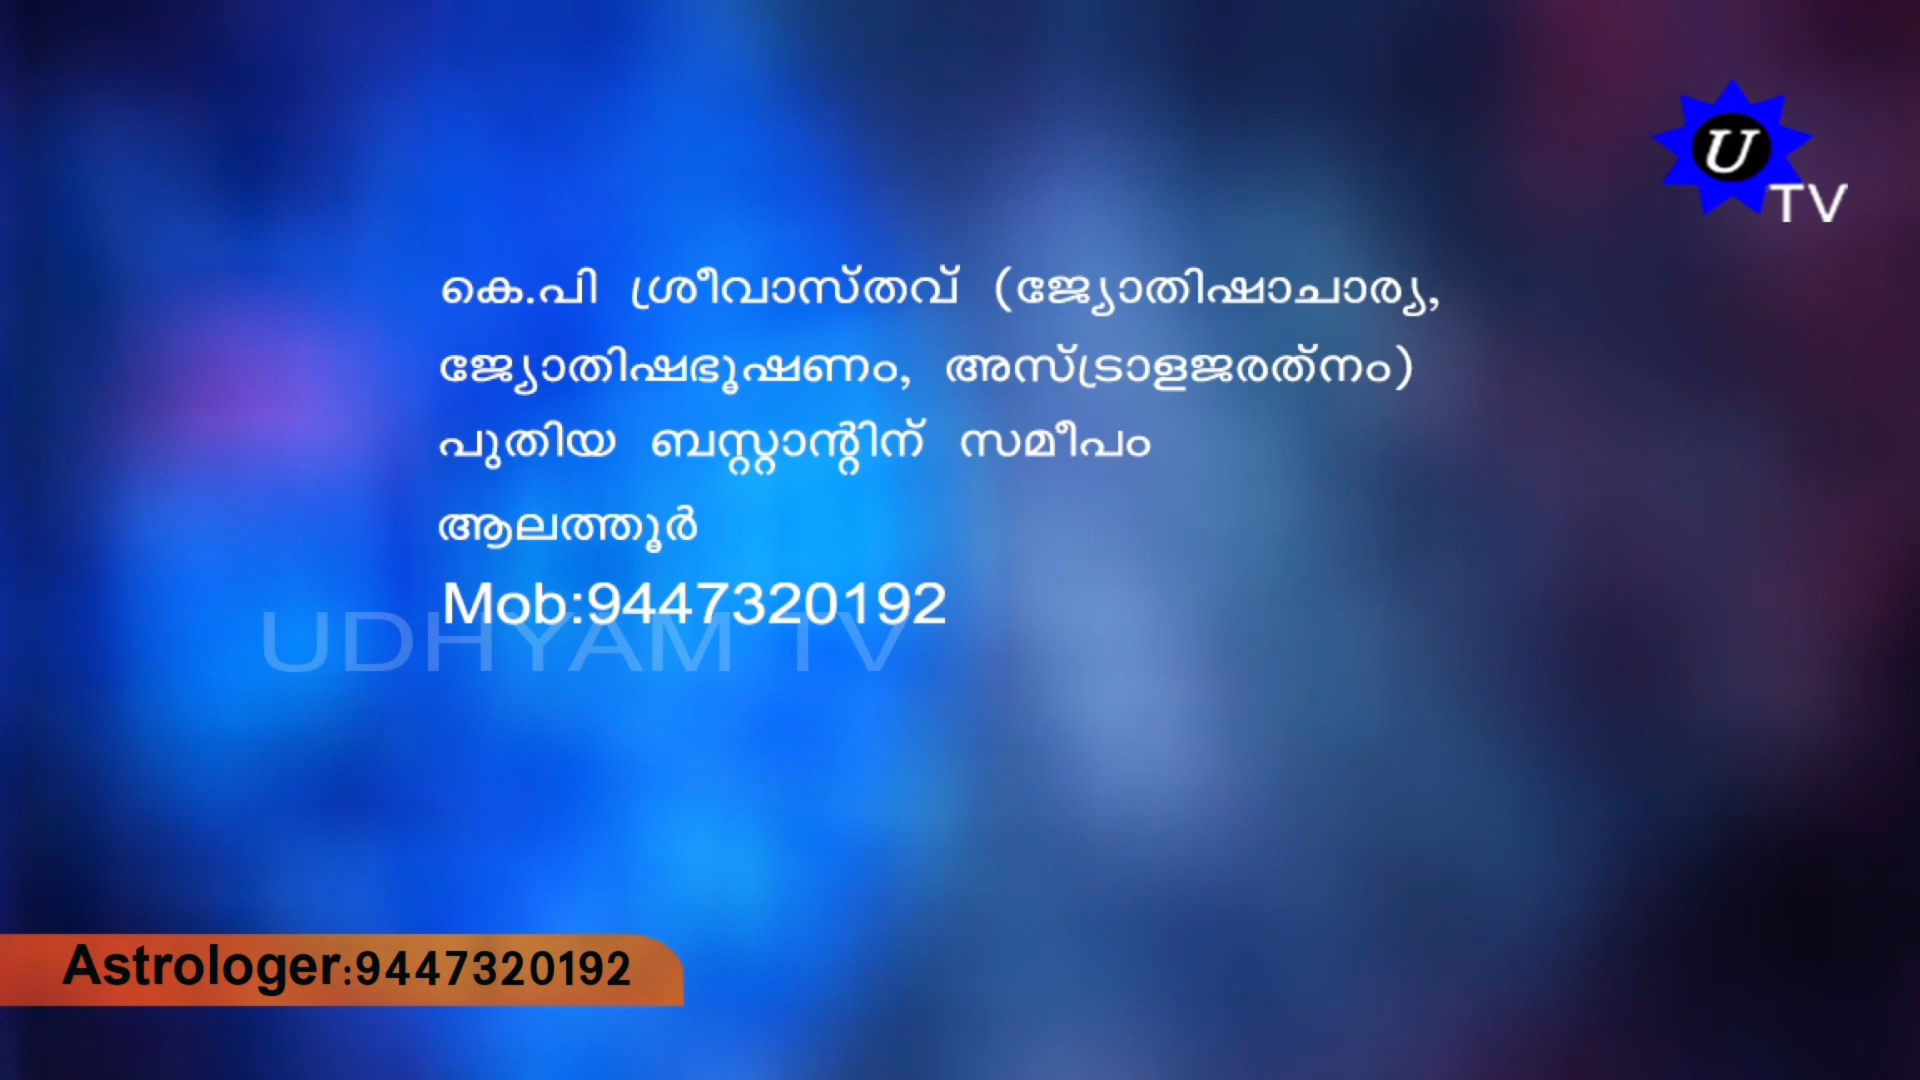 U
TV
കെ.പി ശ്രീവാസ്തവ് (ജ്യോതിഷാചാര്യ,
ജ്യോതിഷഭൂഷണം, അസ്ട്രാളജരത്നം)
പുതിയ ബസ്റ്റാന്റിന് സമീപം
ആലത്തൂർ
Mob:9447320192
UDHYAM TV
Astrologer:9447320192